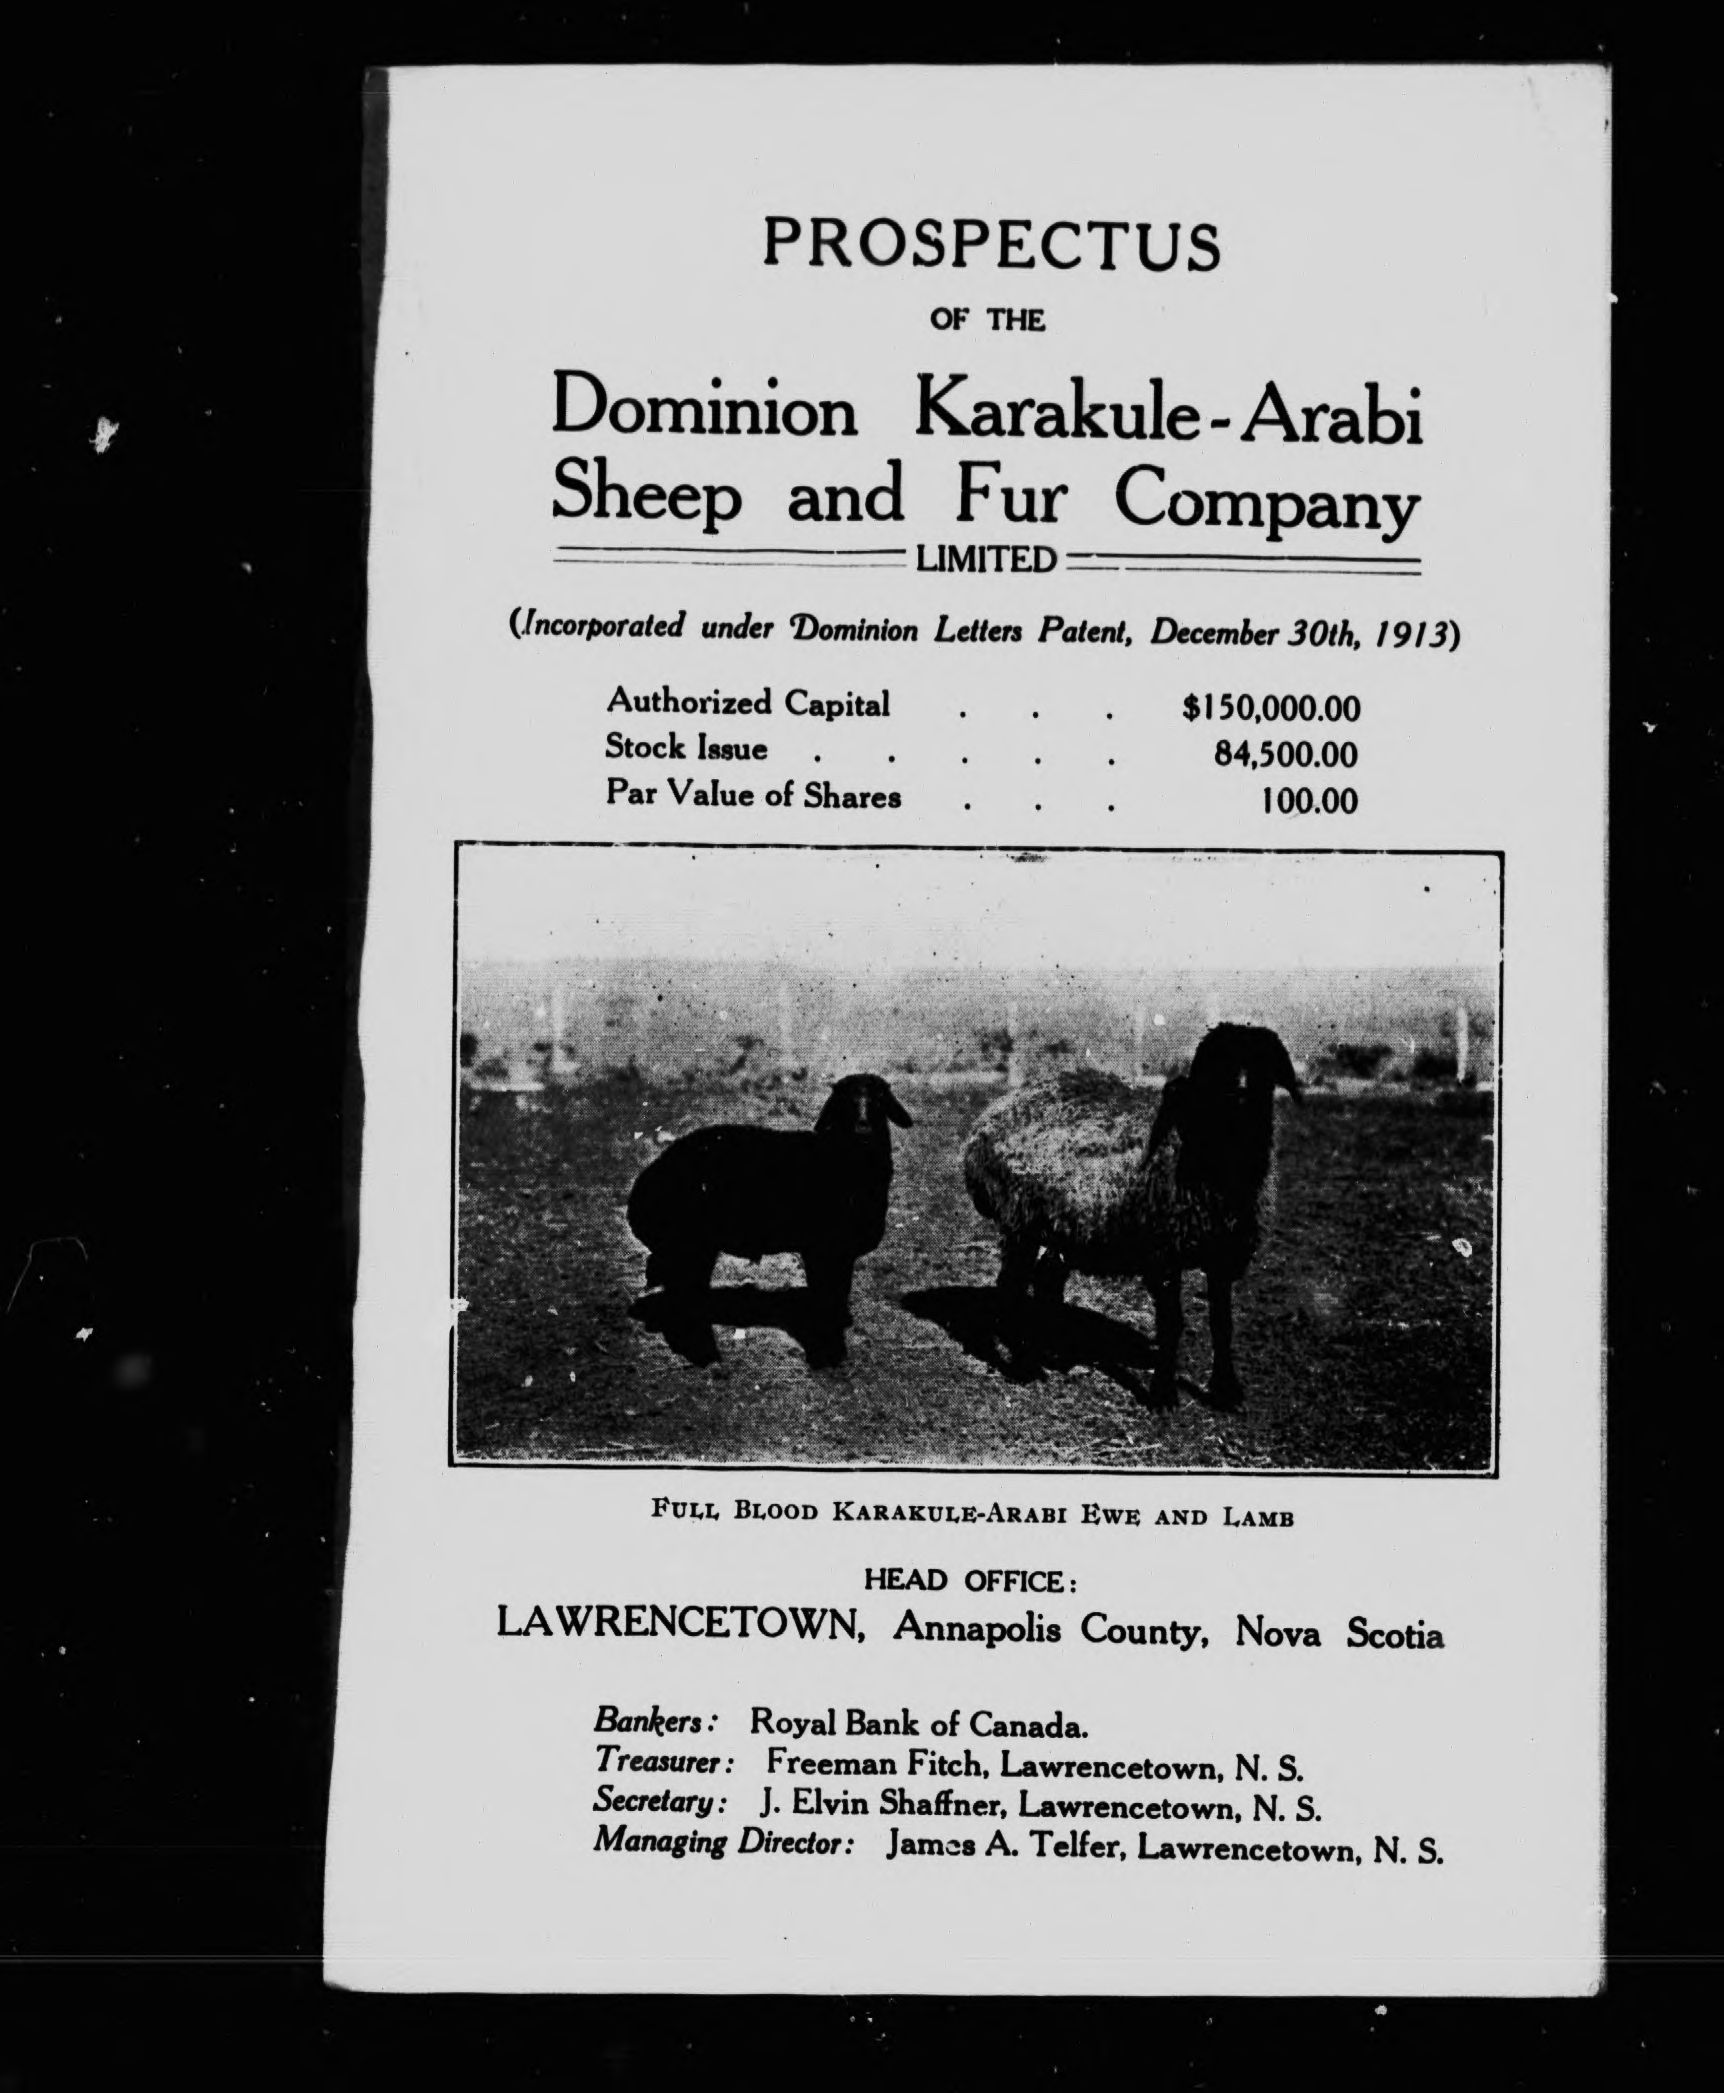 PROSPECTUS
OF THE
Dominion Karakule-Arabi
Sheep and Fur Company
LIMITED
(Incorporated under Dominion Letters Patent, December 30th, 1913)
Authorized Capital . . . $150,000.00
Stock Issue . . . . . 84,500.00
Par Value of Shares . . . 100.00
FULL BLOOD KARAKULE-ARABI EWE AND LAMB
HEAD OFFICE:
LAWRENCETOWN, Annapolis County, Nova Scotia
Bankers: Royal Bank of Canada.
Treasurer: Freeman Fitch, Lawrencetown, N. S.
Secretary: J. Elvin Shaffner, Lawrencetown, N. S.
Managing Director: James A. Telfer, Lawrencetown, N. S.